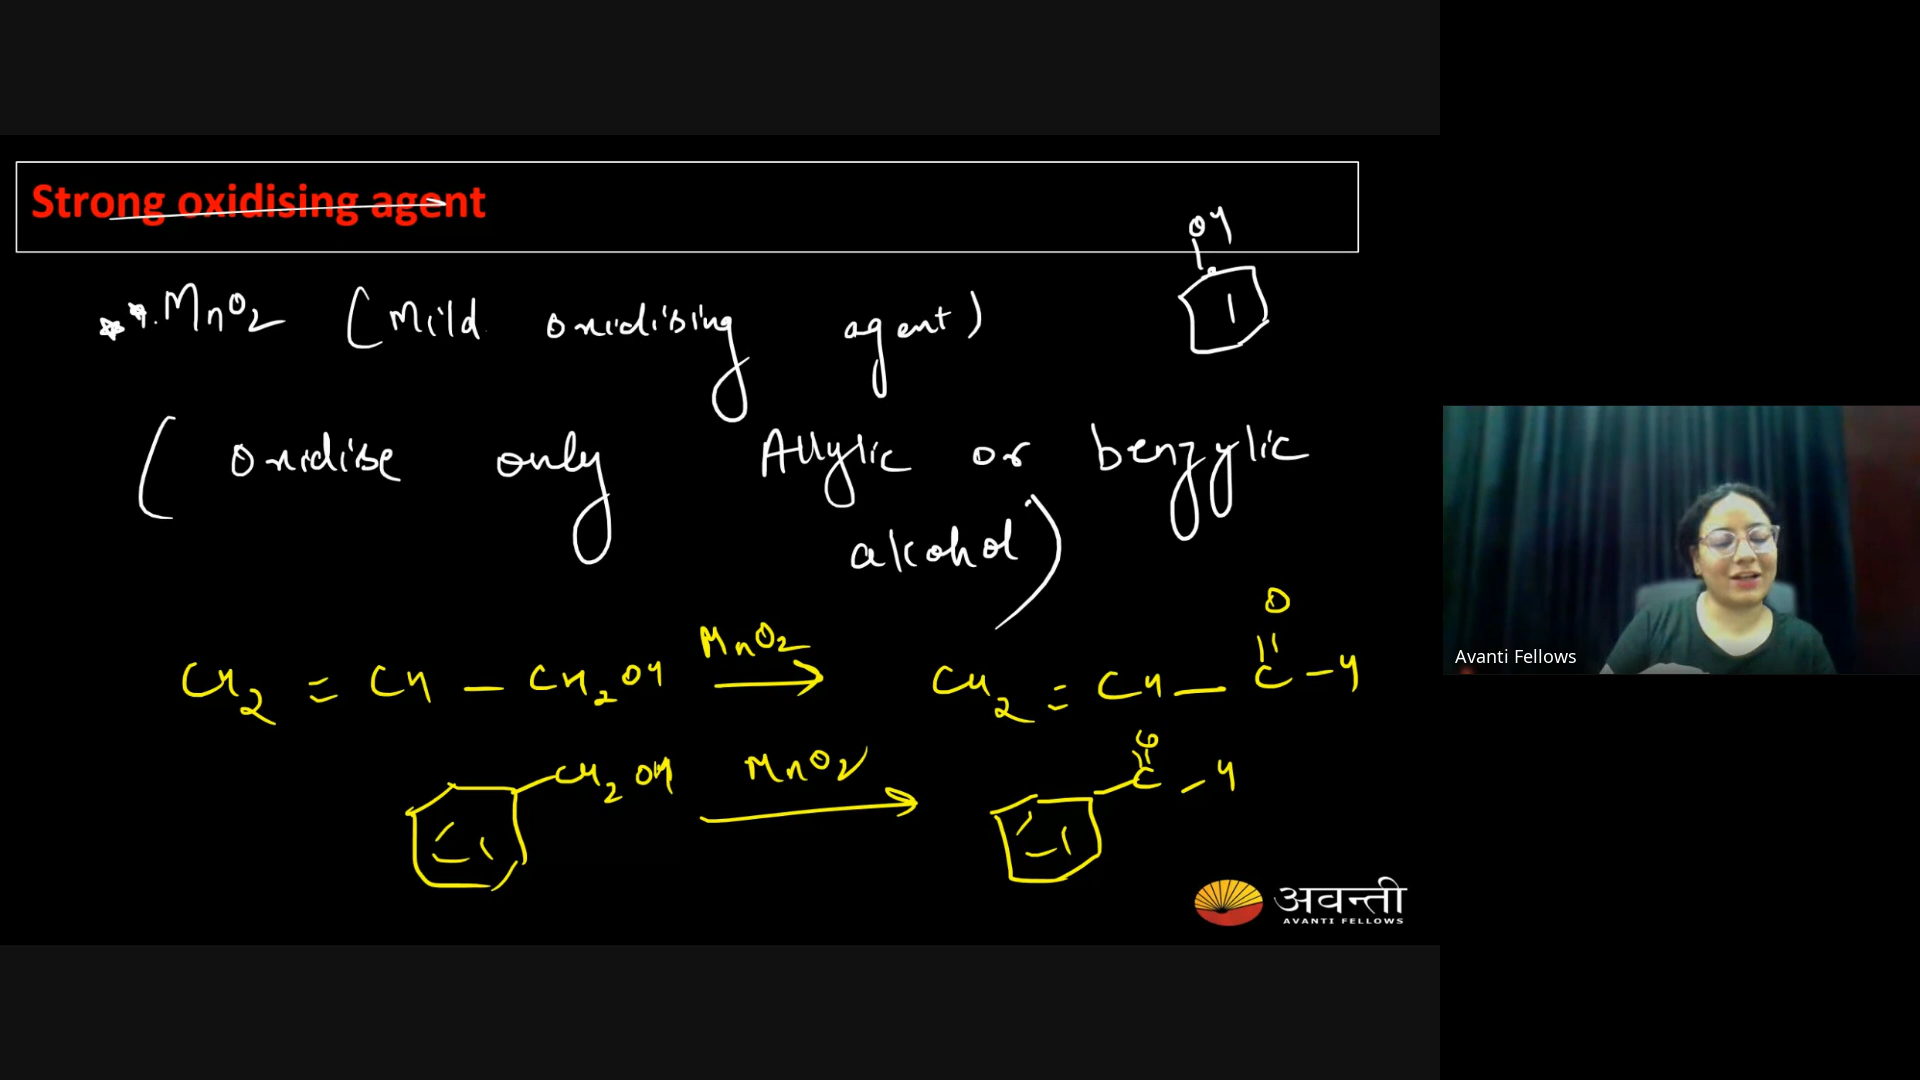 Strong oxidising agent
OH
MnO2 (Mild oxidising agent)
(Oxidise only Allylic or benzylic
alcohol)
O
CH2 = CH - CH2OH MnO2 → CH2 = CH - C - H
O
CH2OH MnO2 → C - H
Avanti Fellows
अवन्ती
AVANTI FELLOWS